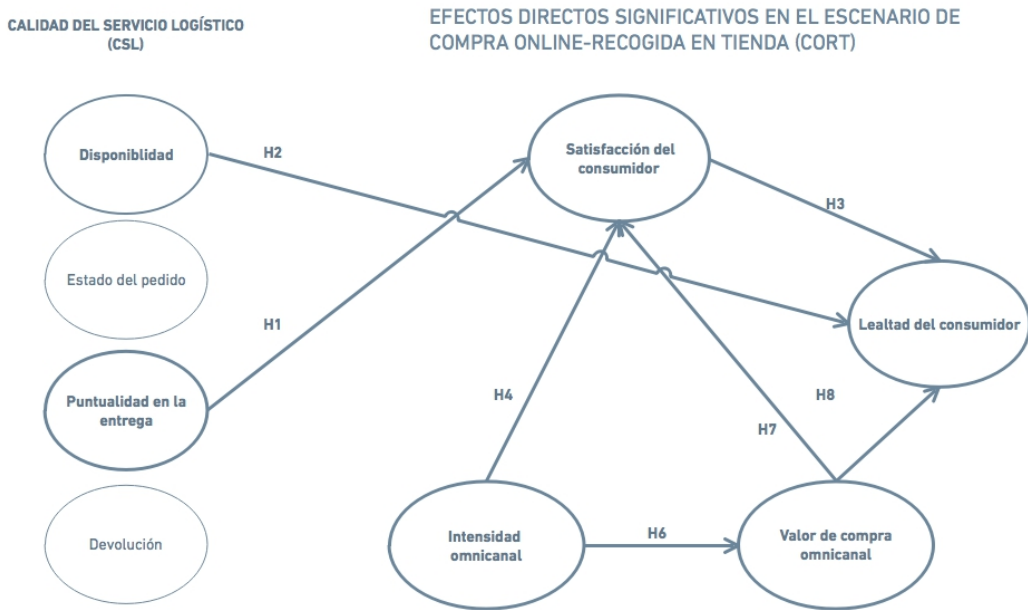 CALIDAD DEL SERVICIO LOGÍSTICO
(CSL)
EFECTOS DIRECTOS SIGNIFICATIVOS EN EL ESCENARIO DE
COMPRA ONLINE-RECOGIDA EN TIENDA (CORT)
Disponiblidad
H2
Satisfacción del
consumidor
H3
Estado del pedido
H1
Lealtad del consumidor
Puntualidad en la
entrega
H4
H8
H7
Devolución
Intensidad
omnicanal
H6
Valor de compra
omnicanal